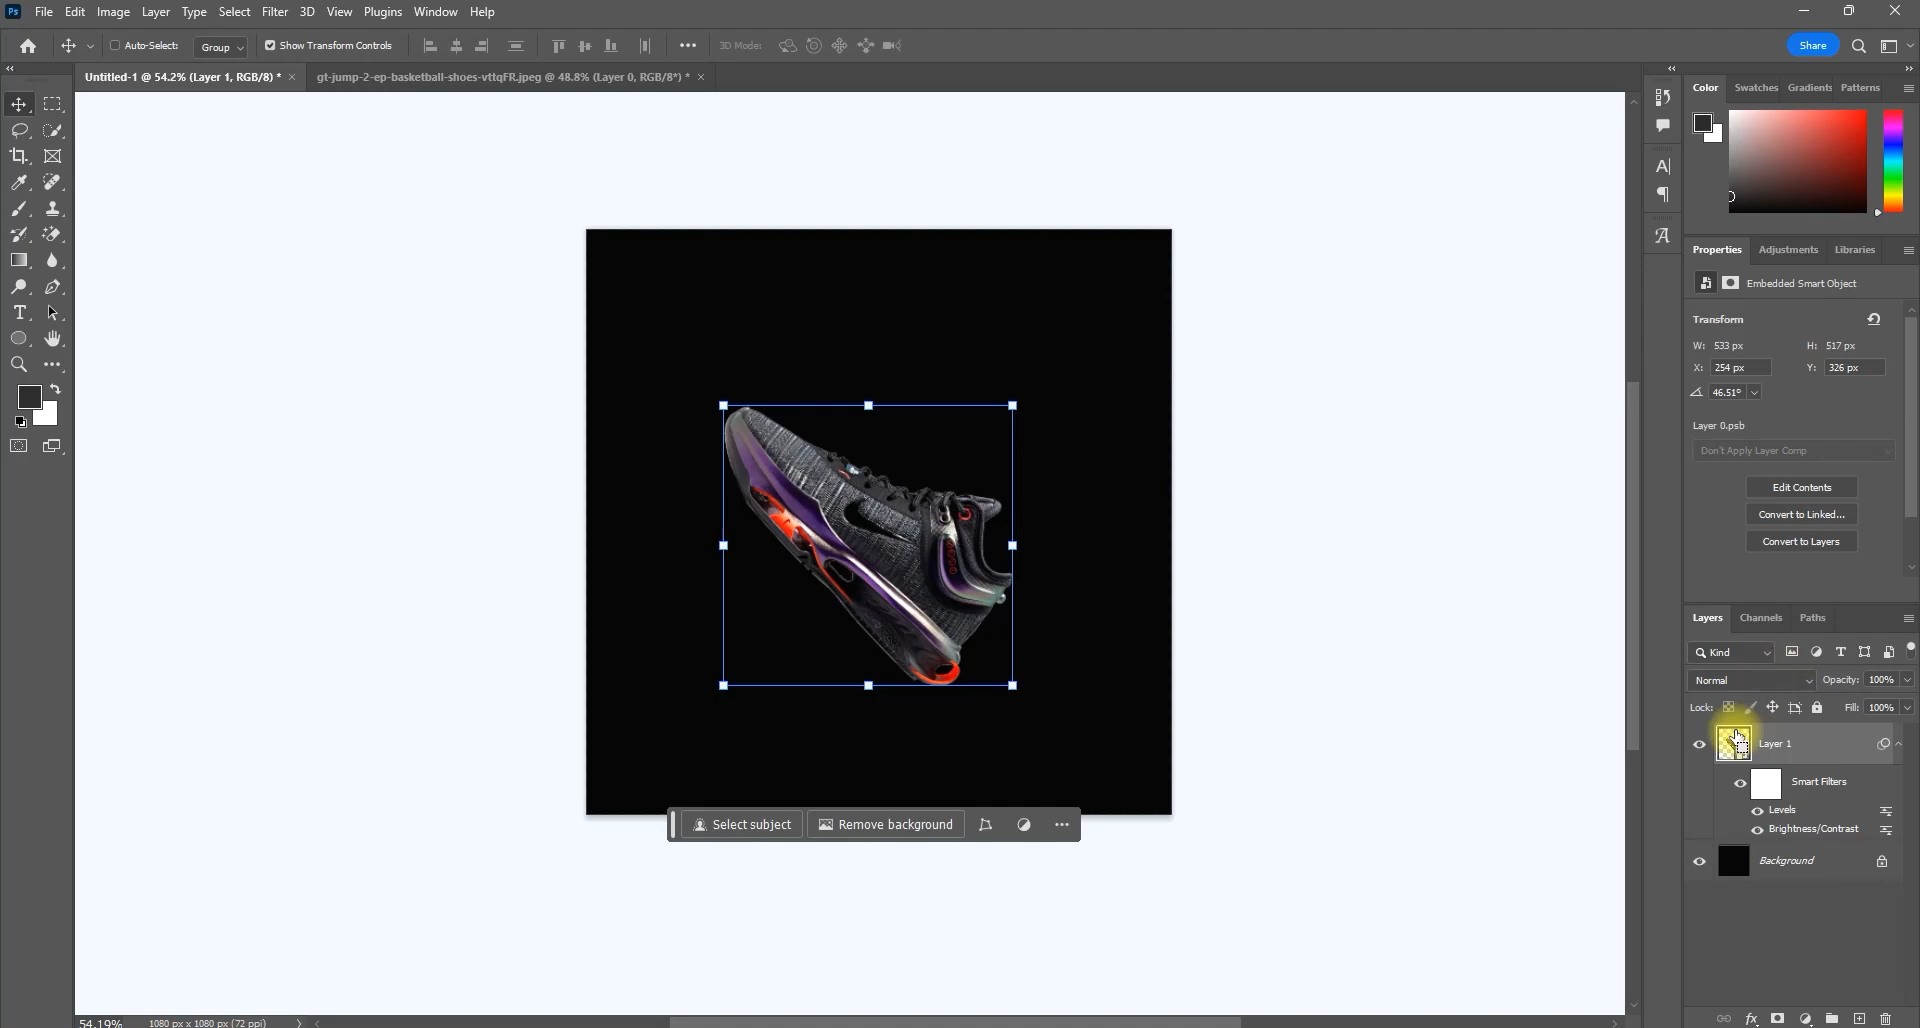 Ps File Edit Image Layer Type Select Filter 3D View Plugins Window Help
Auto-Select: Group Show Transform Controls 3D Mode: Share
Untitled-1 @ 54.2% (Layer 1, RGB/8) * × gt-jump-2-ep-basketball-shoes-vttqFR.jpeg @ 48.8% (Layer 0, RGB/8*) * ×
Color Swatches Gradients Patterns
Properties Adjustments Libraries
Embedded Smart Object
Transform
W: 533 px H: 517 px
X: 254 px Y: 326 px
46.51°
Layer 0.psb
Don't Apply Layer Comp
Edit Contents
Convert to Linked...
Convert to Layers
Layers Channels Paths
Kind
Normal Opacity: 100%
Lock: Fill: 100%
Layer 1
Smart Filters
Levels
Brightness/Contrast
Background
Select subject Remove background
54.19% 1080 px x 1080 px (72 ppi)